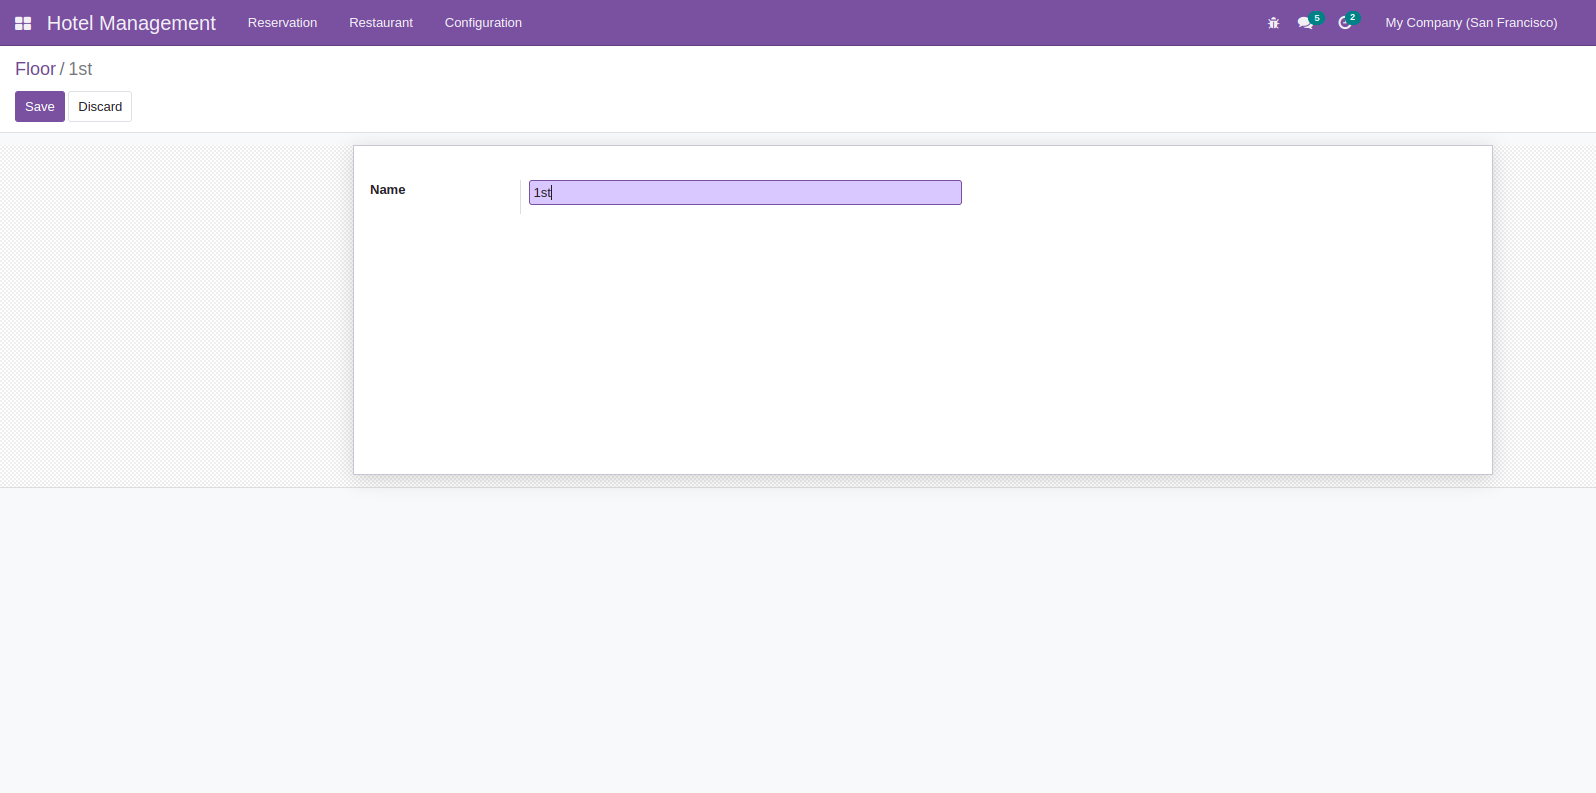 Hotel Management Reservation Restaurant Configuration 5 2 My Company (San Francisco)
Floor / 1st
Save Discard
Name 1st